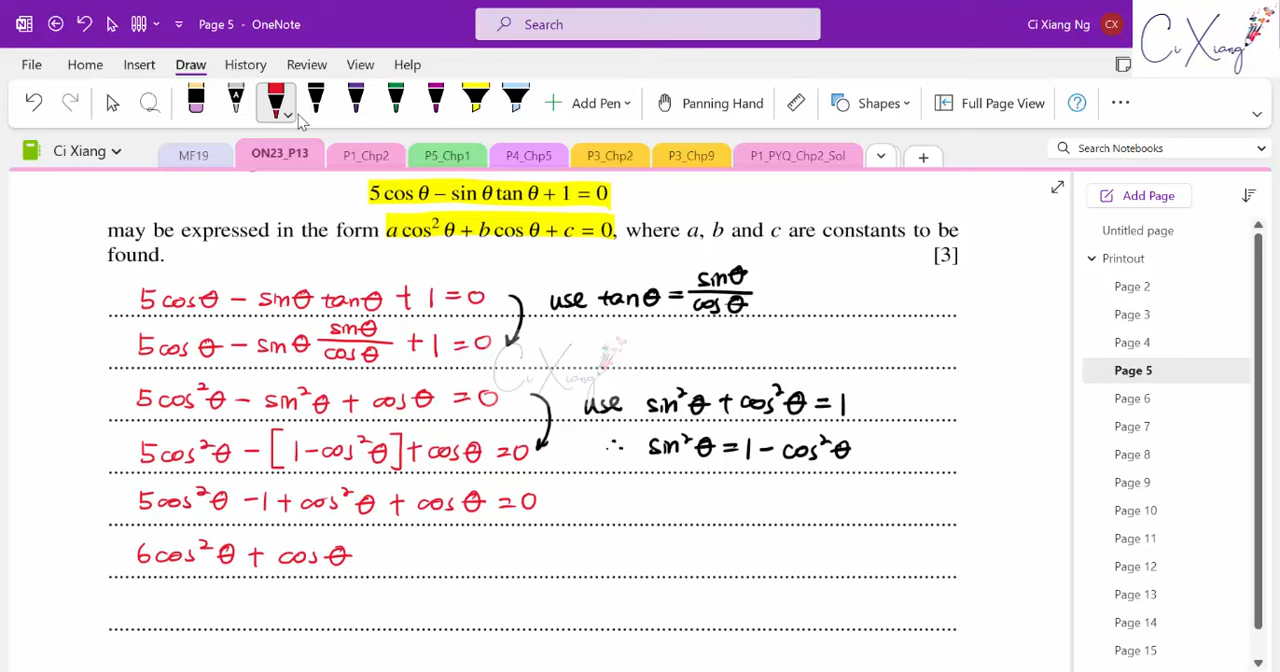 Page 5 - OneNote
Search
Ci Xiang Ng
CX
Ci Xiang
File Home Insert Draw History Review View Help
A
Add Pen
Panning Hand
Shapes
Full Page View
?
Ci Xiang
MF19
ON23_P13
P1_Chp2
P5_Chp1
P4_Chp5
P3_Chp2
P3_Chp9
P1_PYQ_Chp2_Sol
Search Notebooks
5 cos θ − sin θ tan θ + 1 = 0
may be expressed in the form a cos² θ + b cos θ + c = 0, where a, b and c are constants to be
found. [3]
5 cos θ − sin θ tan θ + 1 = 0
use tan θ = sin θ / cos θ
5 cos θ − sin θ sin θ / cos θ + 1 = 0
Ci Xiang
5 cos² θ − sin² θ + cos θ = 0
use sin² θ + cos² θ = 1
5 cos² θ − [1 − cos² θ] + cos θ = 0
∴ sin² θ = 1 − cos² θ
5 cos² θ − 1 + cos² θ + cos θ = 0
6 cos² θ + cos θ
Add Page
Untitled page
Printout
Page 2
Page 3
Page 4
Page 5
Page 6
Page 7
Page 8
Page 9
Page 10
Page 11
Page 12
Page 13
Page 14
Page 15